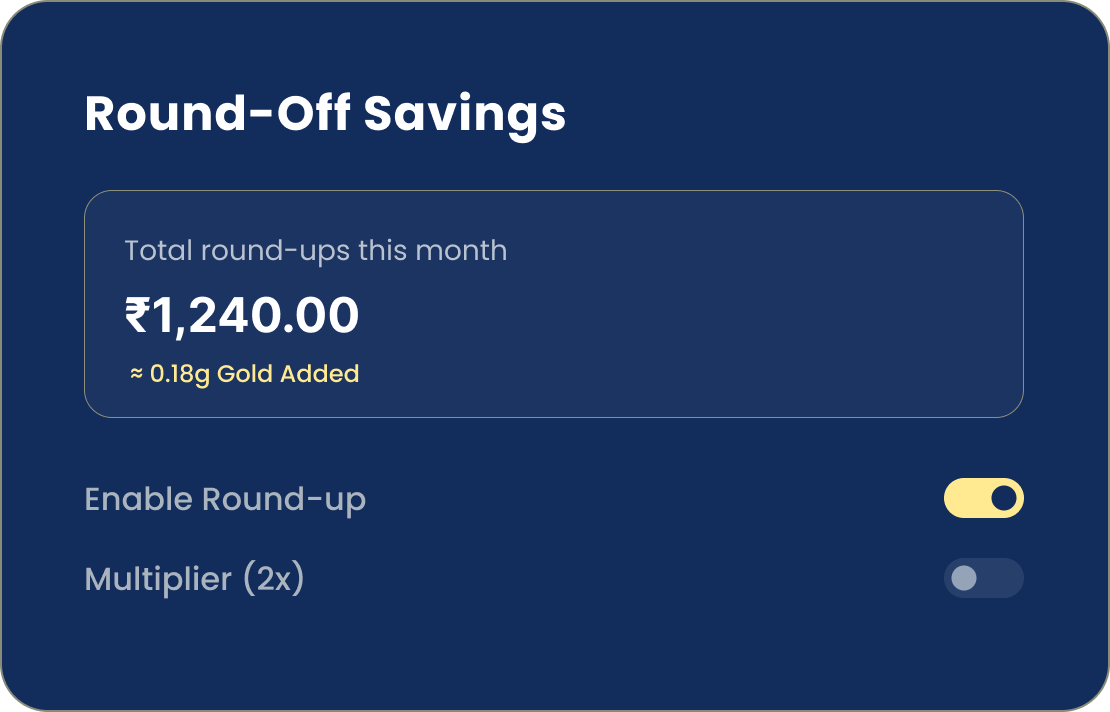 Round-Off Savings
Total round-ups this month
₹1,240.00
≈ 0.18g Gold Added
Enable Round-up
Multiplier (2x)